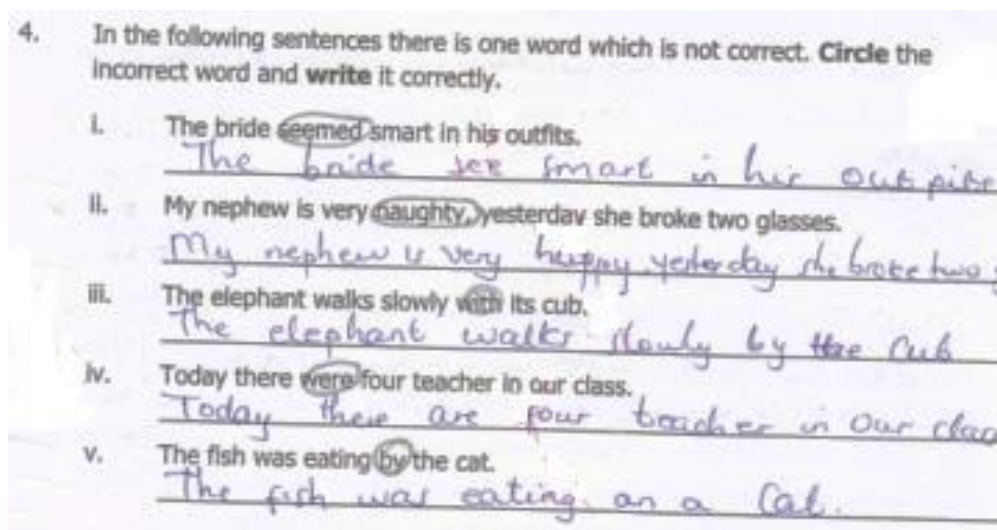 4. In the following sentences there is one word which is not correct. Circle the
incorrect word and write it correctly.
i. The bride seemed smart in his outfits.
The bride see smart in her
ii. My nephew is very naughty, yesterday she broke two glasses.
My nephew is very happy yesterday she broke two
iii. The elephant walks slowly with its cub.
The elephant walks slowly by the Cub
iv. Today there were four teacher in our class.
Today there are four teacher in our clas
v. The fish was eating by the cat.
The fish was eating on a Cat.